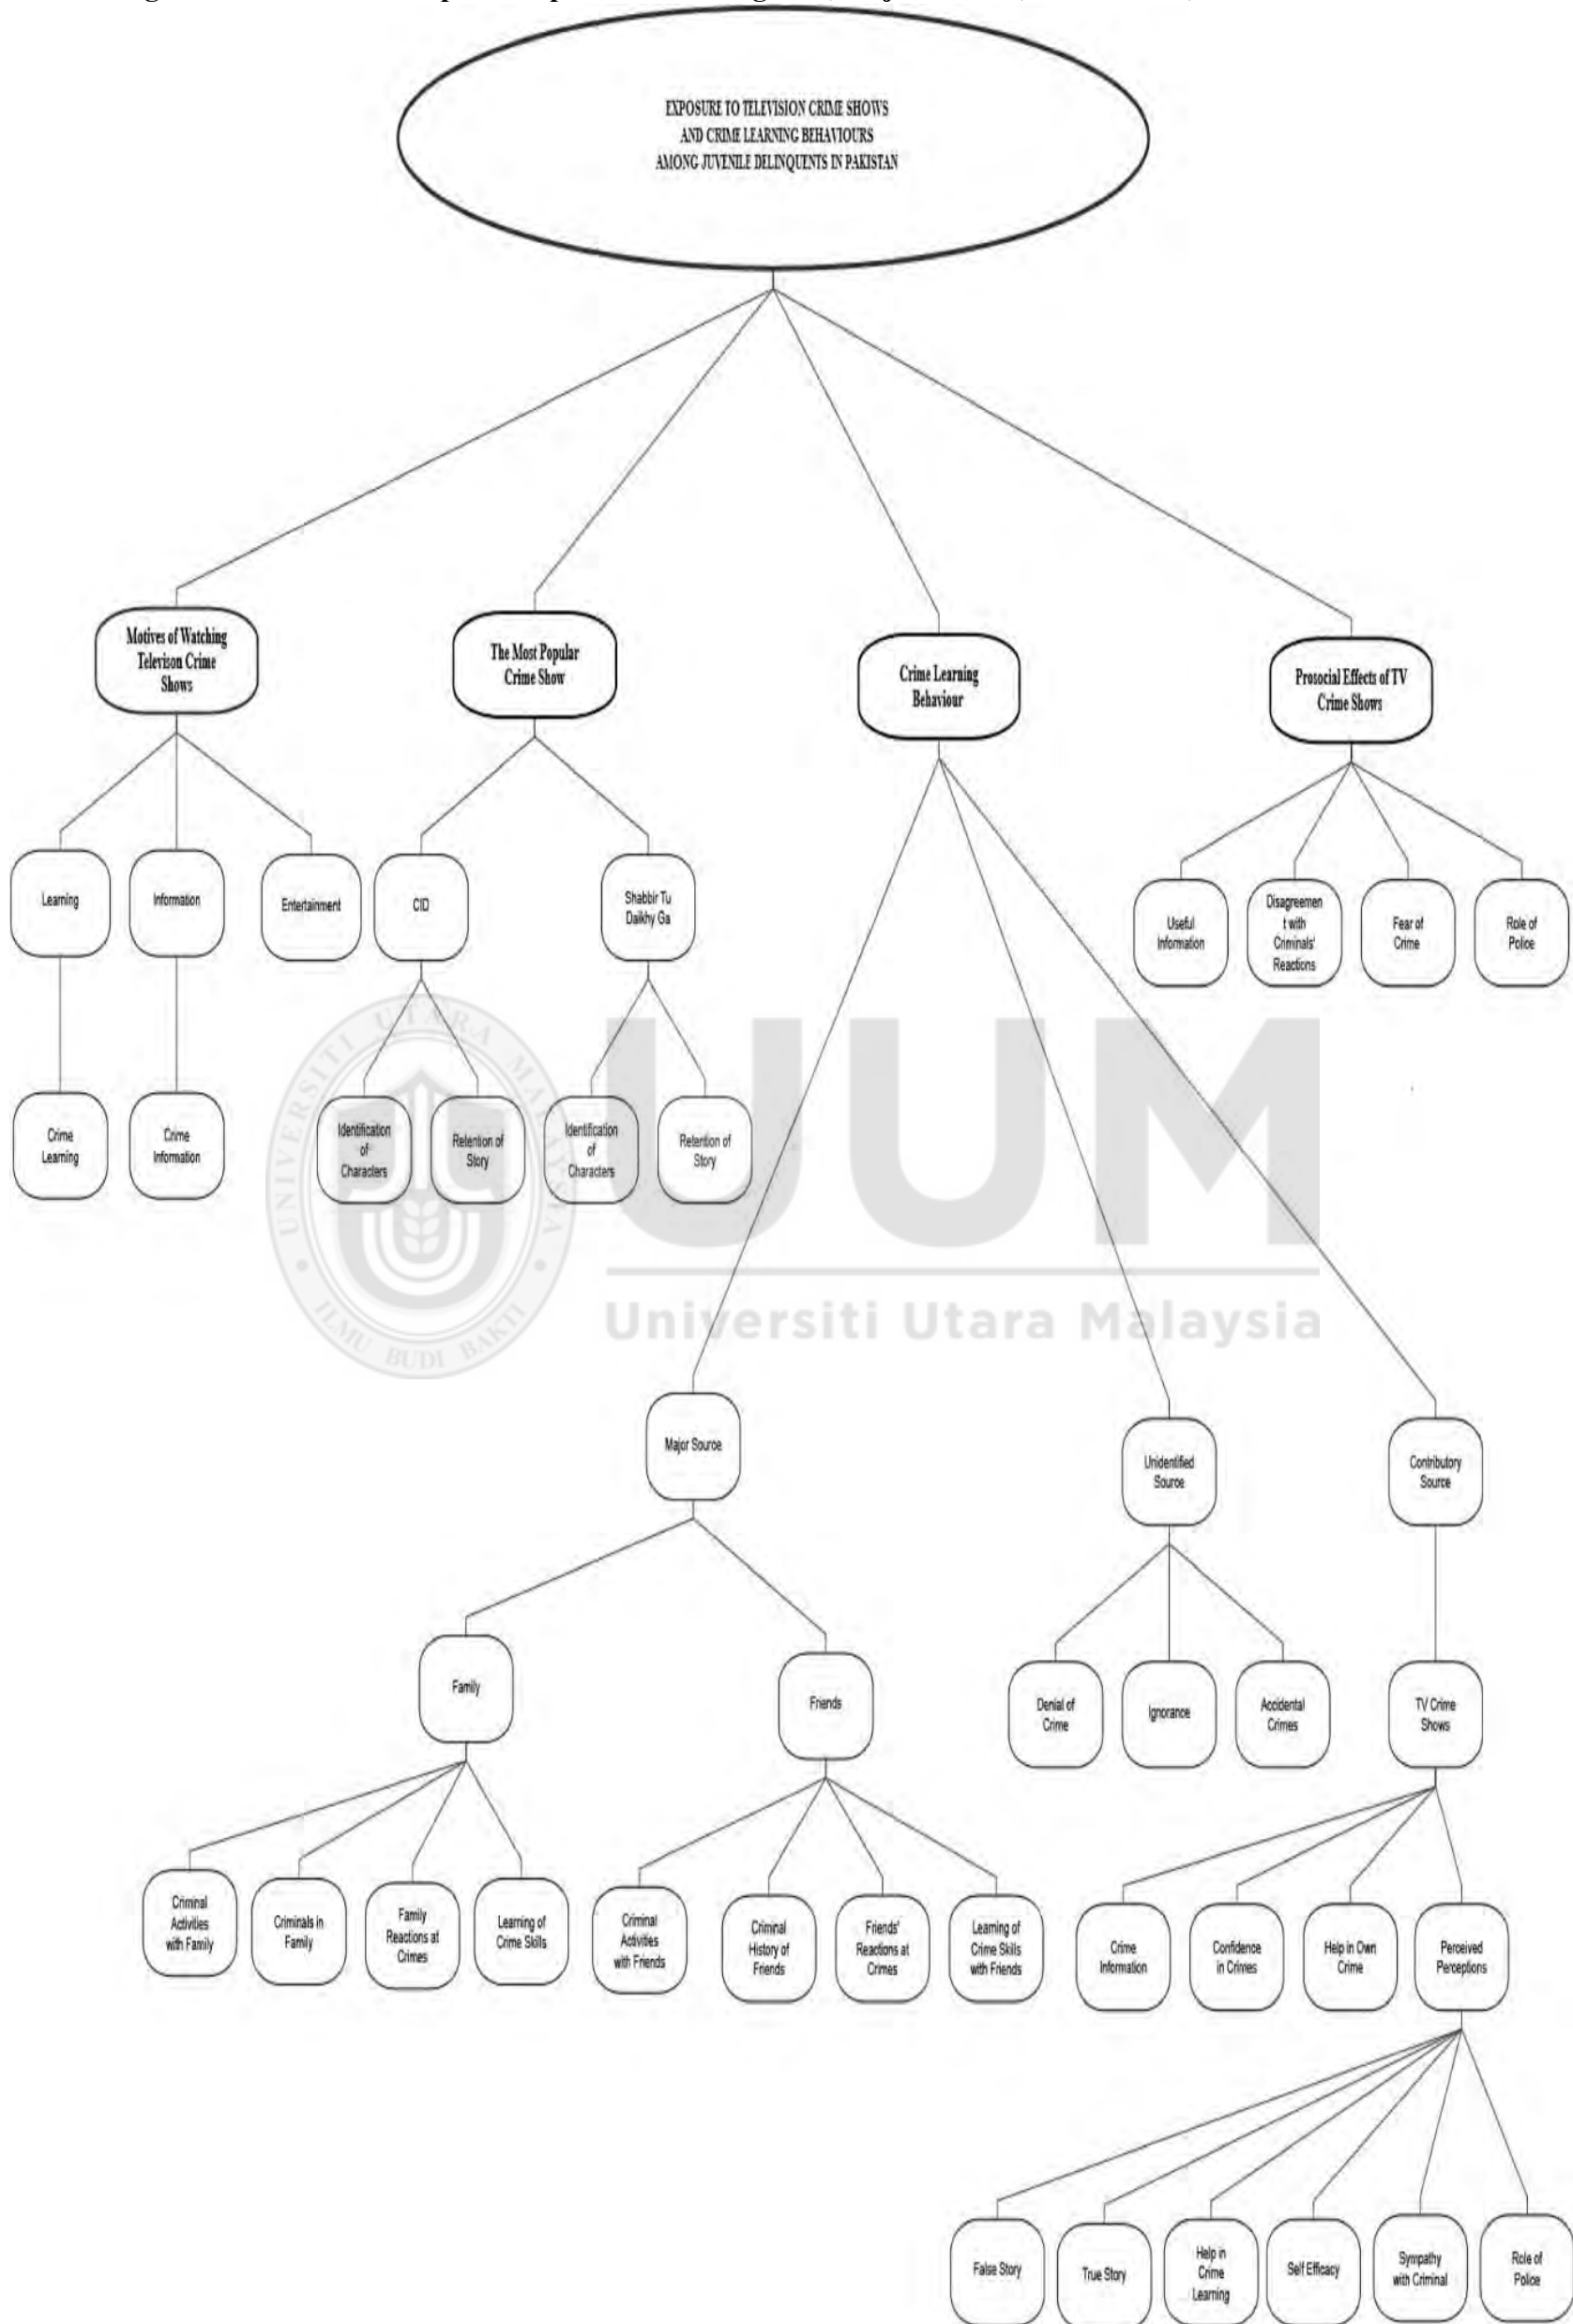 EXPOSURE TO TELEVISION CRIME SHOWS
AND CRIME LEARNING BEHAVIOURS
AMONG JUVENILE DELINQUENTS IN PAKISTAN
Motives of Watching
Televison Crime
Shows
The Most Popular
Crime Show
Crime Learning
Behaviour
Prosocial Effects of TV
Crime Shows
Learning
Information
Entertainment
CID
Shabbir Tu
Daikhy Ga
Useful
Information
Disagreemen
t with
Criminals'
Reactions
Fear of
Crime
Role of
Police
Crime
Learning
Crime
Information
Identification
of
Characters
Retention of
Story
Identification
of
Characters
Retention of
Story
UNIVERSITI UTARA MALAYSIA
ILMU BUDI BAKTI
UUM
Universiti Utara Malaysia
Major Source
Unidentified
Source
Contributory
Source
Family
Friends
Denial of
Crime
Ignorance
Accidental
Crimes
TV Crime
Shows
Criminal
Activities
with Family
Criminals in
Family
Family
Reactions at
Crimes
Learning of
Crime Skills
Criminal
Activities
with Friends
Criminal
History of
Friends
Friends'
Reactions at
Crimes
Learning of
Crime Skills
with Friends
Crime
Information
Confidence
in Crimes
Help in Own
Crime
Perceived
Perceptions
False Story
True Story
Help in
Crime
Learning
Self Efficacy
Sympathy
with Criminal
Role of
Police